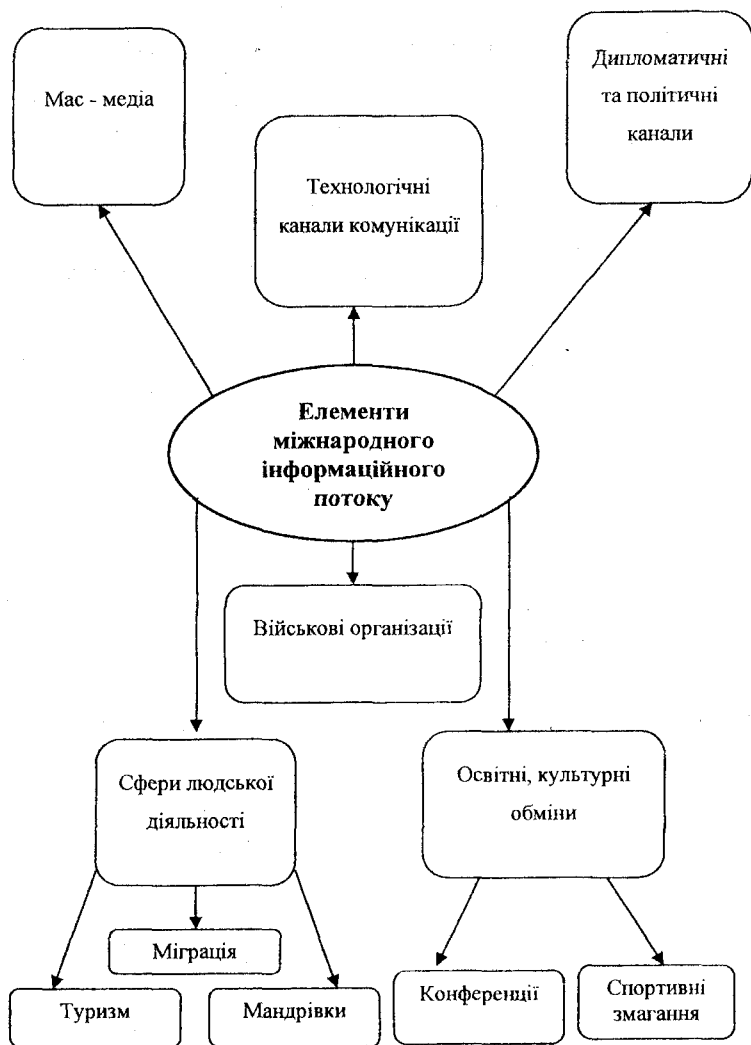 Мас - медіа
Дипломатичні
та політичні
канали
Технологічні
канали комунікації
Елементи
міжнародного
інформаційного
потоку
Військові організації
Сфери людської
діяльності
Освітні, культурні
обміни
Міграція
Туризм
Мандрівки
Конференції
Спортивні
змагання